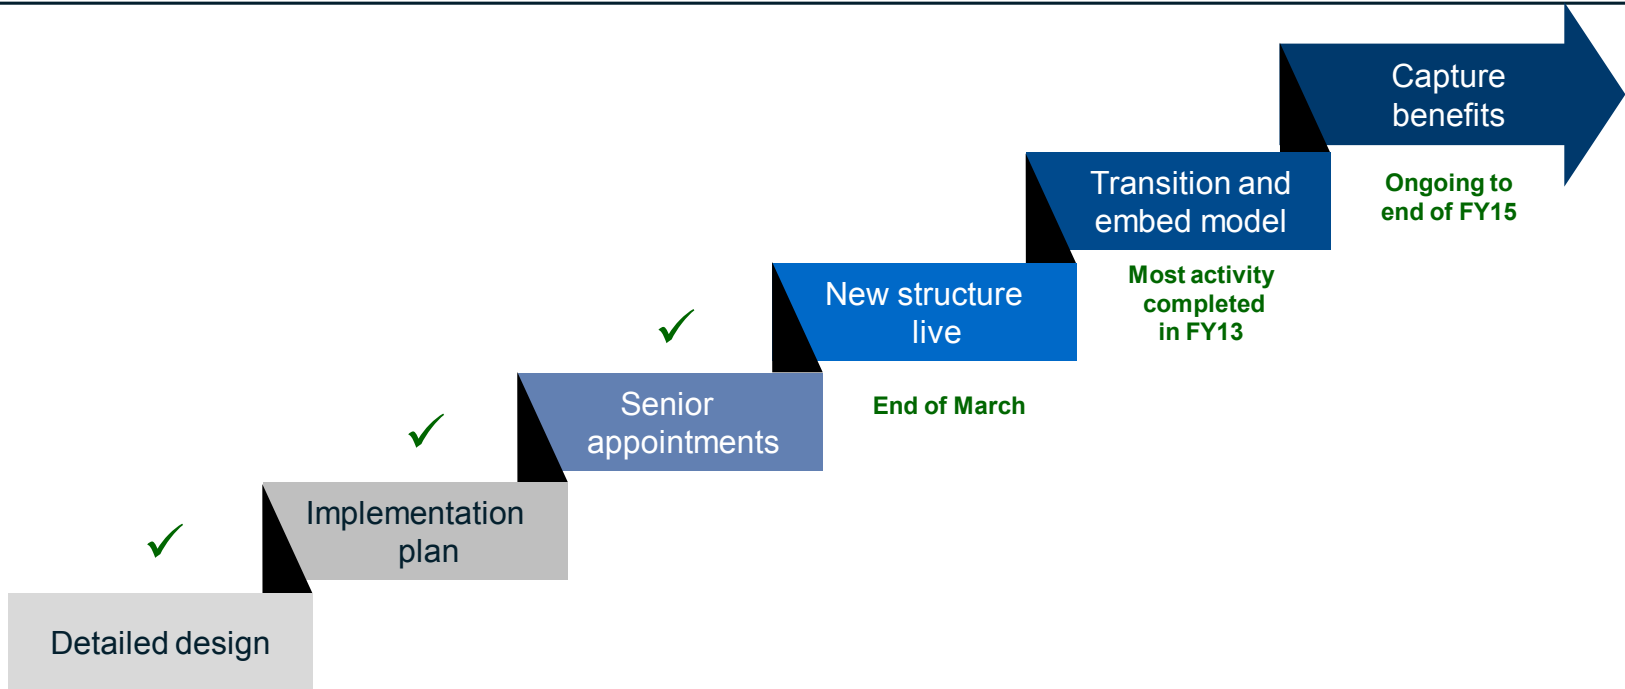 Capture
benefits
Ongoing to
end of FY15
Transition and
embed model
Most activity
completed
in FY13
New structure
live
End of March
Senior
appointments
Implementation
plan
Detailed design